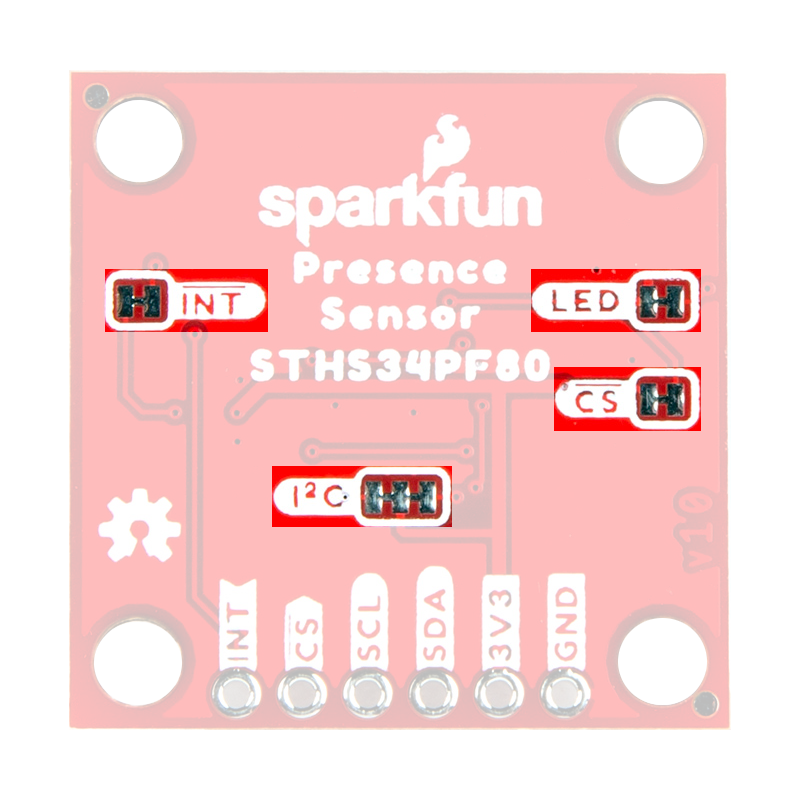 sparkfun
Presence
Sensor
STHS34PF80
INT
LED
CS
I²C
v10
INT
CS
SCL
SDA
3V3
GND